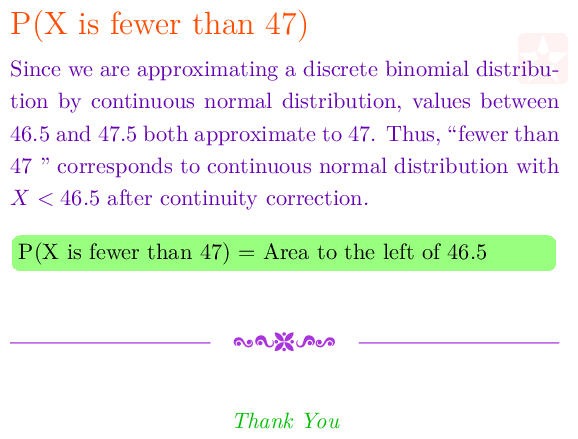 P(X is fewer than 47)
Since we are approximating a discrete binomial distribu-
tion by continuous normal distribution, values between
46.5 and 47.5 both approximate to 47. Thus, “fewer than
47 ” corresponds to continuous normal distribution with
X < 46.5 after continuity correction.
P(X is fewer than 47) = Area to the left of 46.5
Thank You